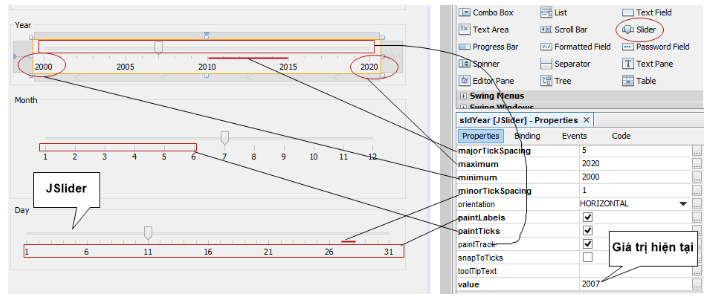 Year
2000 2005 2010 2015 2020
Month
1 2 3 4 5 6 7 8 9 10 11 12
JSlider
Day
1 6 11 16 21 26 31
Combo Box List Text Field
Text Area Scroll Bar Slider
Progress Bar Formatted Field Password Field
Spinner Separator Text Pane
Editor Pane Tree Table
Swing Menus
Swing Windows
sldYear [JSlider] - Properties ×
Properties Binding Events Code
majorTickSpacing 5
maximum 2020
minimum 2000
minorTickSpacing 1
orientation HORIZONTAL
paintLabels
paintTicks
paintTrack
snapToTicks
toolTipText
value 2007
Giá trị hiện tại